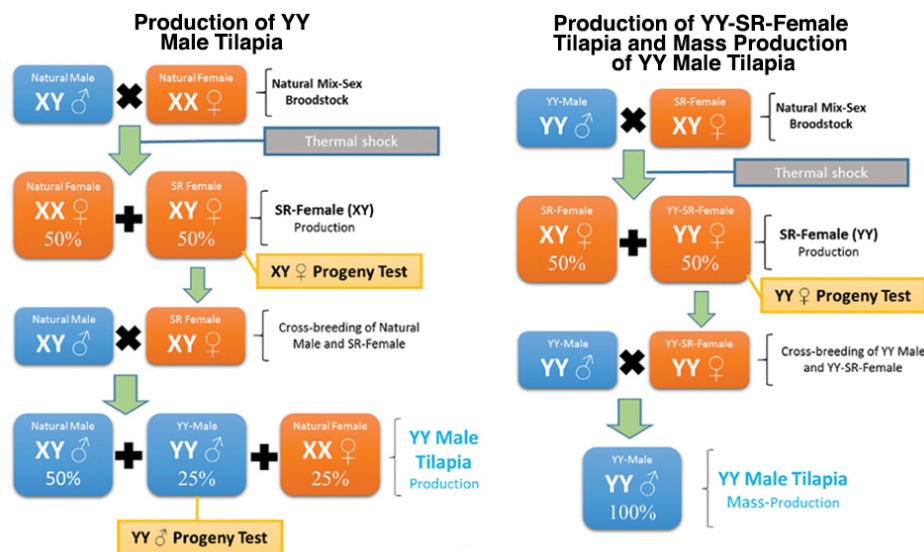 Production of YY
Male Tilapia
Natural Male
XY ♂
Natural Female
XX ♀
Natural Mix-Sex
Broodstock
Thermal shock
Natural Female
XX ♀
50%
SR Female
XY ♀
50%
SR-Female (XY)
Production
XY ♀ Progeny Test
Natural Male
XY ♂
SR Female
XY ♀
Cross-breeding of Natural
Male and SR-Female
Natural Male
XY ♂
50%
YY-Male
YY ♂
25%
Natural Female
XX ♀
25%
YY Male
Tilapia
Production
YY ♂ Progeny Test
Production of YY-SR-Female
Tilapia and Mass Production
of YY Male Tilapia
YY-Male
YY ♂
SR-Female
XY ♀
Natural Mix-Sex
Broodstock
Thermal shock
SR-Female
XY ♀
50%
YY-SR-Female
YY ♀
50%
SR-Female (YY)
Production
YY ♀ Progeny Test
YY-Male
YY ♂
YY-SR-Female
YY ♀
Cross-breeding of YY Male
and YY-SR-Female
YY-Male
YY ♂
100%
YY Male Tilapia
Mass-Production